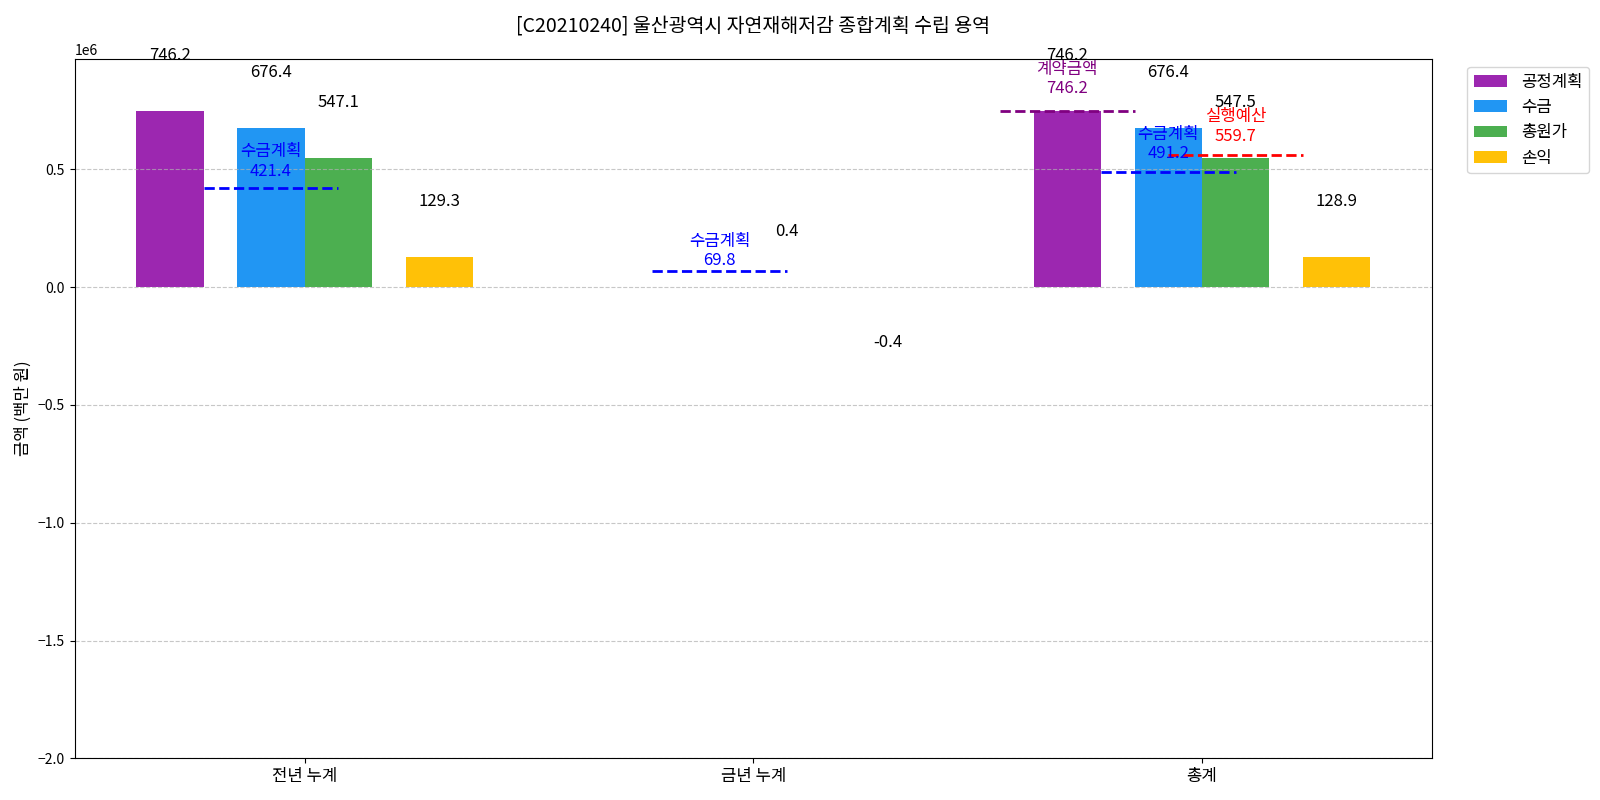 [C20210240] 울산광역시 자연재해저감 종합계획 수립 용역
1e6
746.2
676.4
547.1
수금계획
421.4
129.3
수금계획
69.8
0.4
-0.4
746.2
계약금액
746.2
676.4
547.5
실행예산
559.7
수금계획
491.2
128.9
공정계획
수금
총원가
손익
0.5
0.0
−0.5
−1.0
−1.5
−2.0
금액 (백만 원)
전년 누계
금년 누계
총계